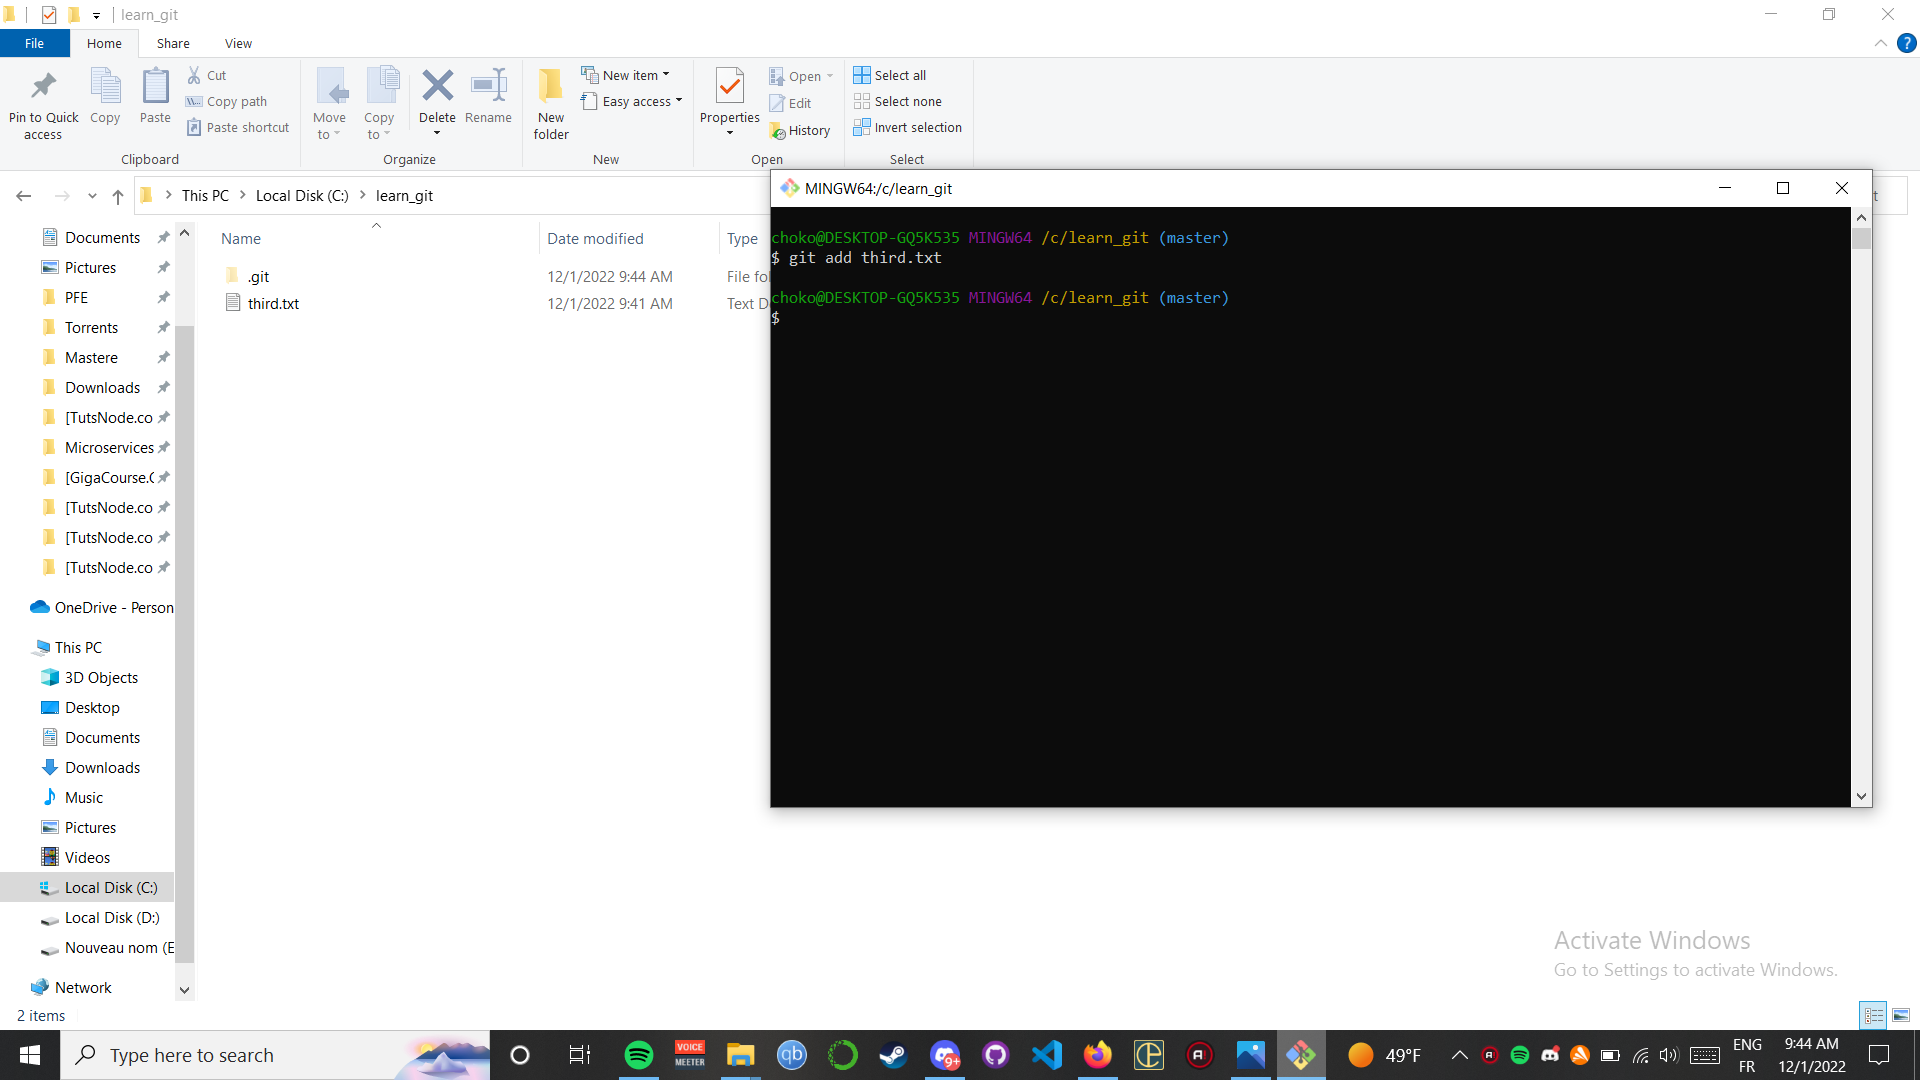 learn_git
File Home Share View
Pin to Quick access
Copy
Paste
Cut
Copy path
Paste shortcut
Clipboard
Move to
Copy to
Delete
Rename
Organize
New folder
New item
Easy access
New
Properties
Open
Edit
History
Open
Select all
Select none
Invert selection
Select
This PC Local Disk (C:) learn_git
MINGW64:/c/learn_git
Name Date modified Type
.git 12/1/2022 9:44 AM File fo
third.txt 12/1/2022 9:41 AM Text D
choko@DESKTOP-GQ5K535 MINGW64 /c/learn_git (master)
$ git add third.txt
choko@DESKTOP-GQ5K535 MINGW64 /c/learn_git (master)
$
Documents
Pictures
PFE
Torrents
Mastere
Downloads
[TutsNode.co
Microservices
[GigaCourse.C
[TutsNode.co
[TutsNode.co
[TutsNode.co
OneDrive - Person
This PC
3D Objects
Desktop
Documents
Downloads
Music
Pictures
Videos
Local Disk (C:)
Local Disk (D:)
Nouveau nom (E
Network
2 items
Activate Windows
Go to Settings to activate Windows.
Type here to search
VOICE
MEETER
qb
9+
49°F
ENG
FR
9:44 AM
12/1/2022